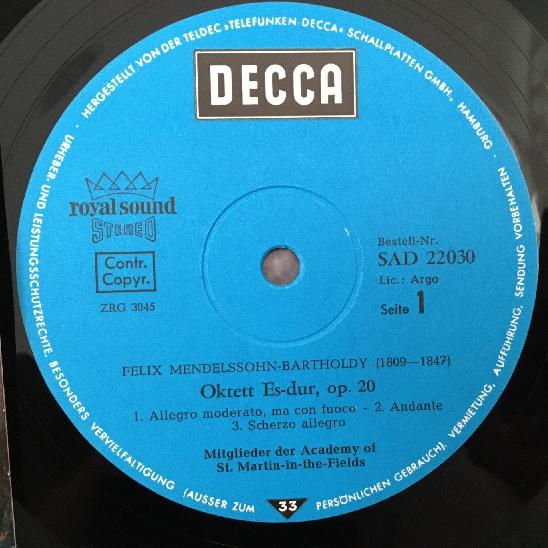 · HERGESTELLT VON DER TELDEC »TELEFUNKEN-DECCA« SCHALLPLATTEN GMBH., HAMBURG · URHEBER- UND LEISTUNGSSCHUTZRECHTE, BESONDERS VERVIELFÄLTIGUNG (AUSSER ZUM PERSÖNLICHEN GEBRAUCH), VERMIETUNG, AUFFÜHRUNG, SENDUNG VORBEHALTEN ·
DECCA
royal sound
STEREO
Contr.
Copyr.
ZRG 3045
Bestell-Nr.
SAD 22030
Lic.: Argo
Seite 1
FELIX MENDELSSOHN-BARTHOLDY (1809—1847)
Oktett Es-dur, op. 20
1. Allegro moderato, ma con fuoco - 2. Andante
3. Scherzo allegro
Mitglieder der Academy of
St. Martin-in-the-Fields
33